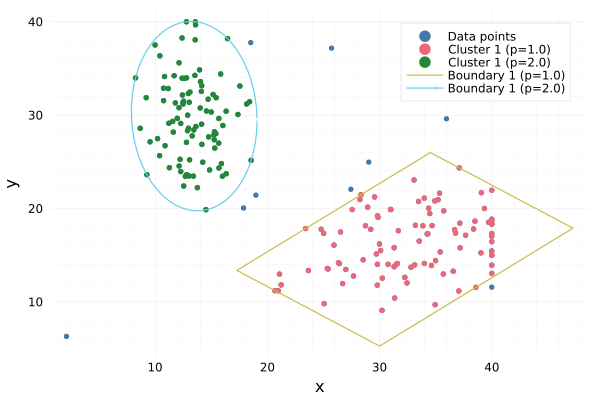 40
30
20
10
y
10
20
30
40
x
Data points
Cluster 1 (p=1.0)
Cluster 1 (p=2.0)
Boundary 1 (p=1.0)
Boundary 1 (p=2.0)